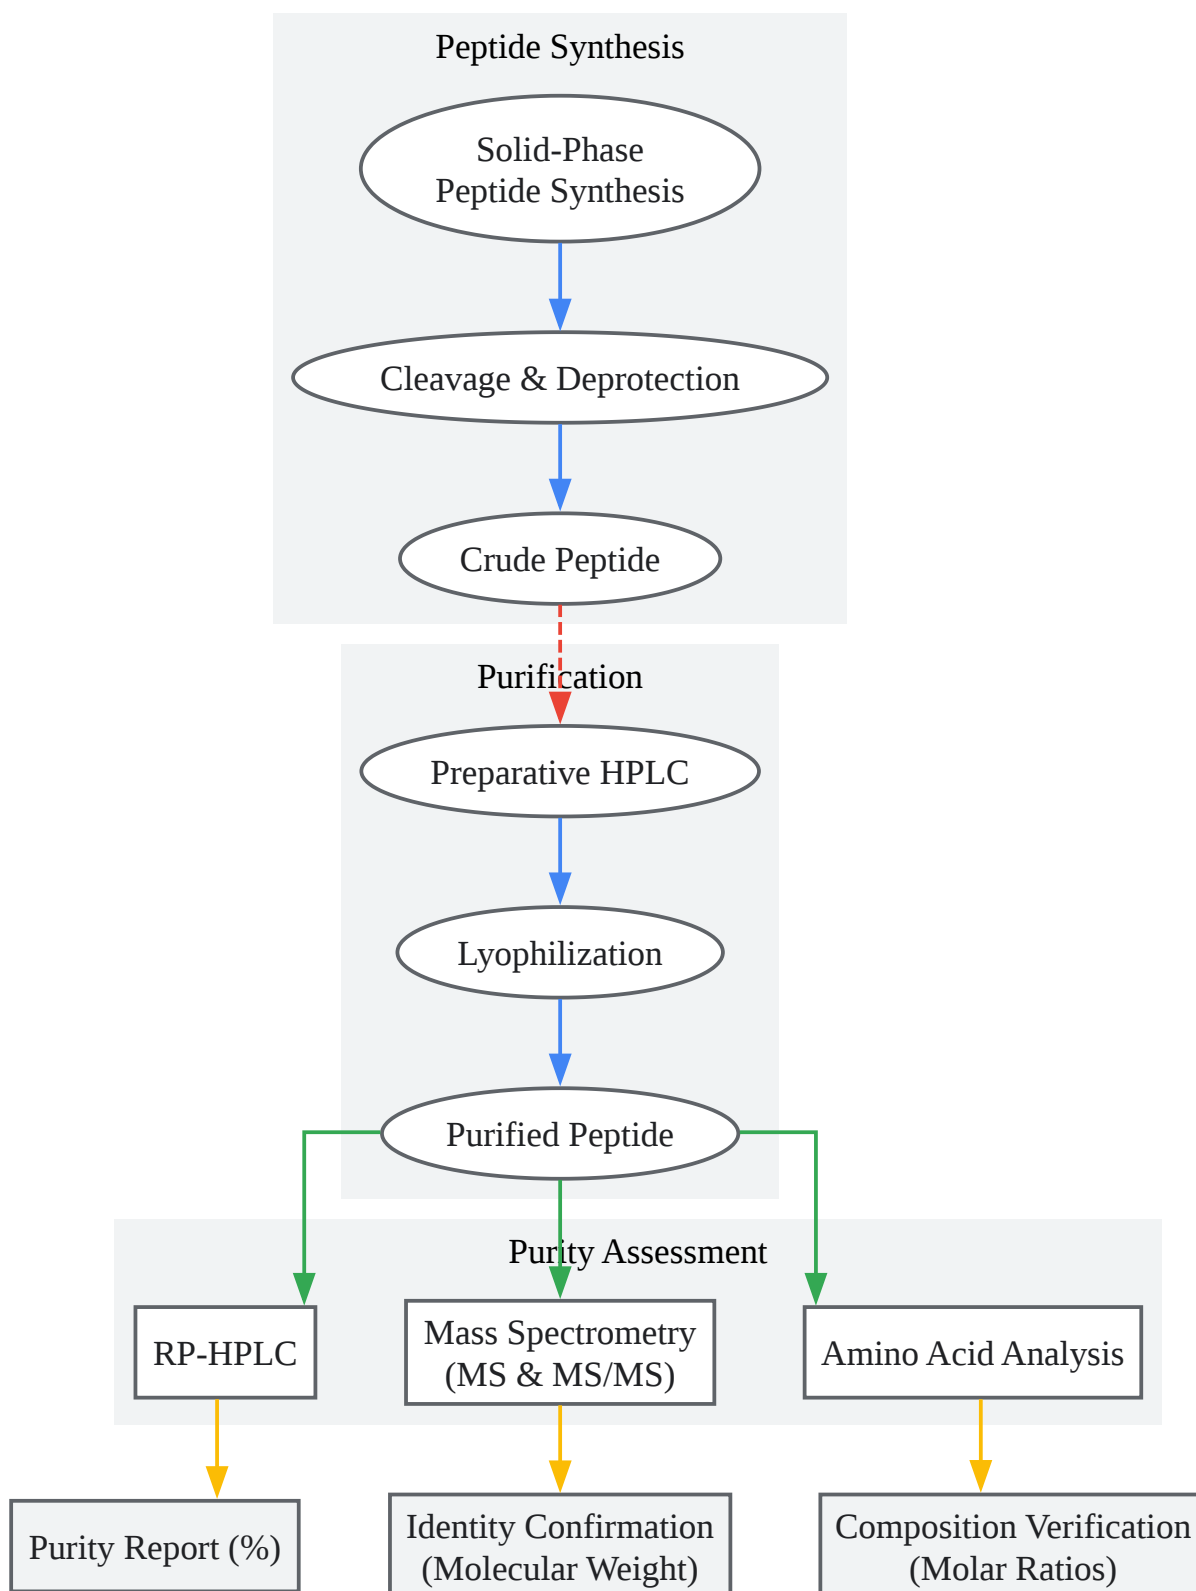 Peptide Synthesis
Solid-Phase
Peptide Synthesis
Cleavage & Deprotection
Crude Peptide
Purification
Preparative HPLC
Lyophilization
Purified Peptide
Purity Assessment
RP-HPLC
Mass Spectrometry
(MS & MS/MS)
Amino Acid Analysis
Purity Report (%)
Identity Confirmation
(Molecular Weight)
Composition Verification
(Molar Ratios)